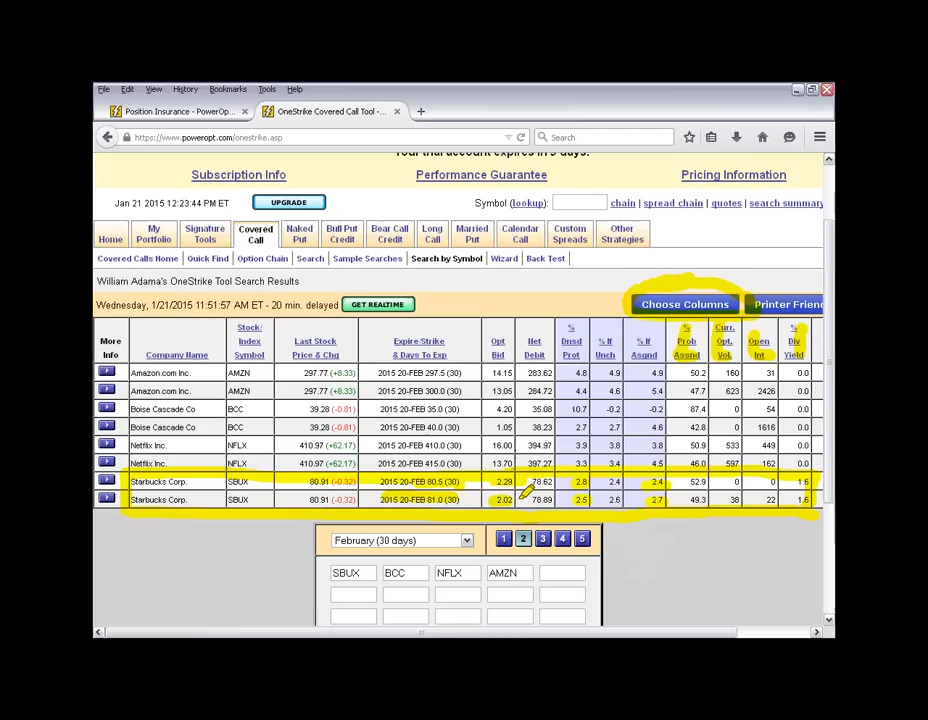 File Edit View History Bookmarks Tools Help
Position Insurance - PowerOp... × OneStrike Covered Call Tool -... × +
https://www.poweropt.com/onestrike.asp Search
Your trial account expires in 9 days.
Subscription Info Performance Guarantee Pricing Information
Jan 21 2015 12:23:44 PM ET UPGRADE Symbol (lookup): chain | spread chain | quotes | search summary
Home My Portfolio Signature Tools Covered Call Naked Put Bull Put Credit Bear Call Credit Long Call Married Put Calendar Call Custom Spreads Other Strategies
Covered Calls Home | Quick Find | Option Chain | Search | Sample Searches | Search by Symbol | Wizard | Back Test
William Adama's OneStrike Tool Search Results
Wednesday, 1/21/2015 11:51:57 AM ET - 20 min. delayed GET REALTIME Choose Columns Printer Frien
More Info Company Name Stock/ Index Symbol Last Stock Price & Chg Expire/Strike & Days To Exp Opt Bid Net Debit % Dnsd Prot % If Unch % If Asgnd % Prob Assnd Curr. Opt. Vol. Open Int % Div Yield
Amazon.com Inc. AMZN 297.77 (+8.33) 2015 20-FEB 297.5 (30) 14.15 283.62 4.8 4.9 4.9 50.2 160 31 0.0
Amazon.com Inc. AMZN 297.77 (+8.33) 2015 20-FEB 300.0 (30) 13.05 284.72 4.4 4.6 5.4 47.7 623 2426 0.0
Boise Cascade Co BCC 39.28 (-0.81) 2015 20-FEB 35.0 (30) 4.20 35.08 10.7 -0.2 -0.2 87.4 0 54 0.0
Boise Cascade Co BCC 39.28 (-0.81) 2015 20-FEB 40.0 (30) 1.05 38.23 2.7 2.7 4.6 42.8 0 1616 0.0
Netflix Inc. NFLX 410.97 (+62.17) 2015 20-FEB 410.0 (30) 16.00 394.97 3.9 3.8 3.8 50.9 533 449 0.0
Netflix Inc. NFLX 410.97 (+62.17) 2015 20-FEB 415.0 (30) 13.70 397.27 3.3 3.4 4.5 46.0 597 162 0.0
Starbucks Corp. SBUX 80.91 (-0.32) 2015 20-FEB 80.5 (30) 2.29 78.62 2.8 2.4 2.4 52.9 0 0 1.6
Starbucks Corp. SBUX 80.91 (-0.32) 2015 20-FEB 81.0 (30) 2.02 78.89 2.5 2.6 2.7 49.3 38 22 1.6
February (30 days) 1 2 3 4 5
SBUX BCC NFLX AMZN